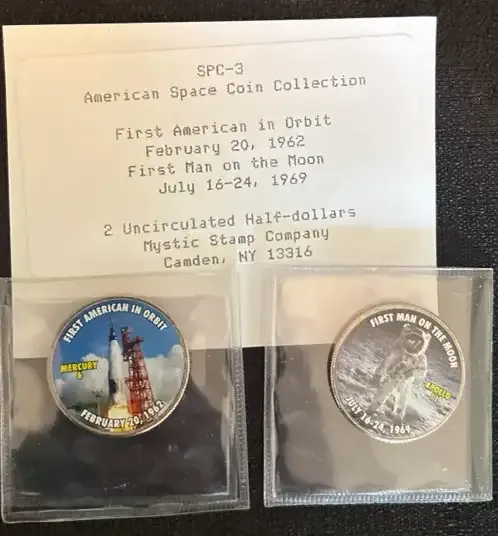 SPC-3
American Space Coin Collection
First American in Orbit
February 20, 1962
First Man on the Moon
July 16-24, 1969
2 Uncirculated Half-dollars
Mystic Stamp Company
Camden, NY 13316
FIRST AMERICAN IN ORBIT
MERCURY
6
FEBRUARY 20, 1962
FIRST MAN ON THE MOON
APOLLO
JULY 16-24, 1969